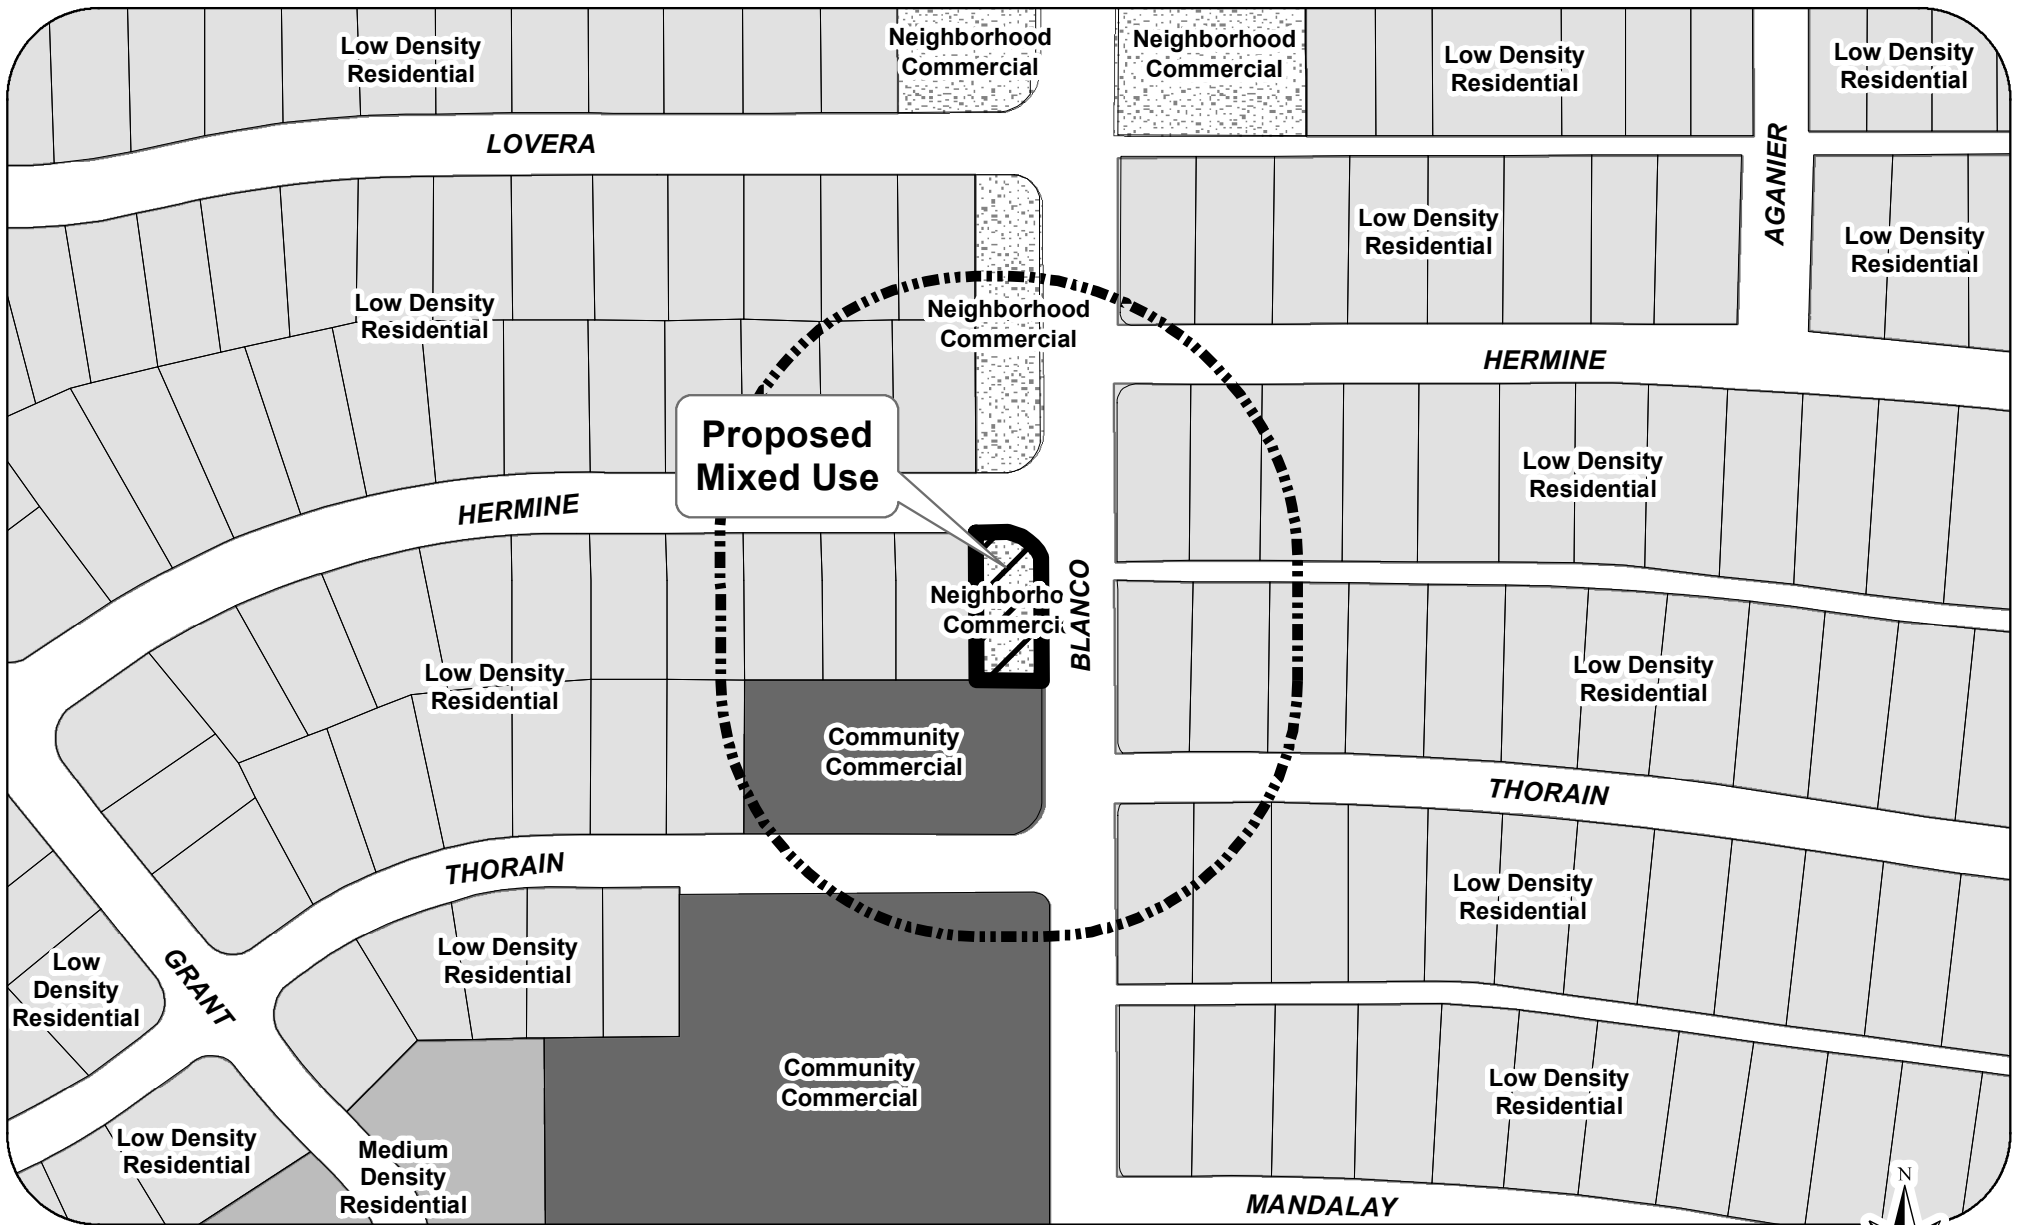 Low Density
Residential
Neighborhood
Commercial
Neighborhood
Commercial
Low Density
Residential
Low Density
Residential
LOVERA
AGANIER
Low Density
Residential
Low Density
Residential
Low Density
Residential
Neighborhood
Commercial
HERMINE
Proposed
Mixed Use
Low Density
Residential
HERMINE
BLANCO
Neighborho
Commerci
Low Density
Residential
Low Density
Residential
Community
Commercial
THORAIN
THORAIN
Low Density
Residential
Low Density
Residential
Low
Density
Residential
GRANT
Community
Commercial
Low Density
Residential
Low Density
Residential
Medium
Density
Residential
MANDALAY
N